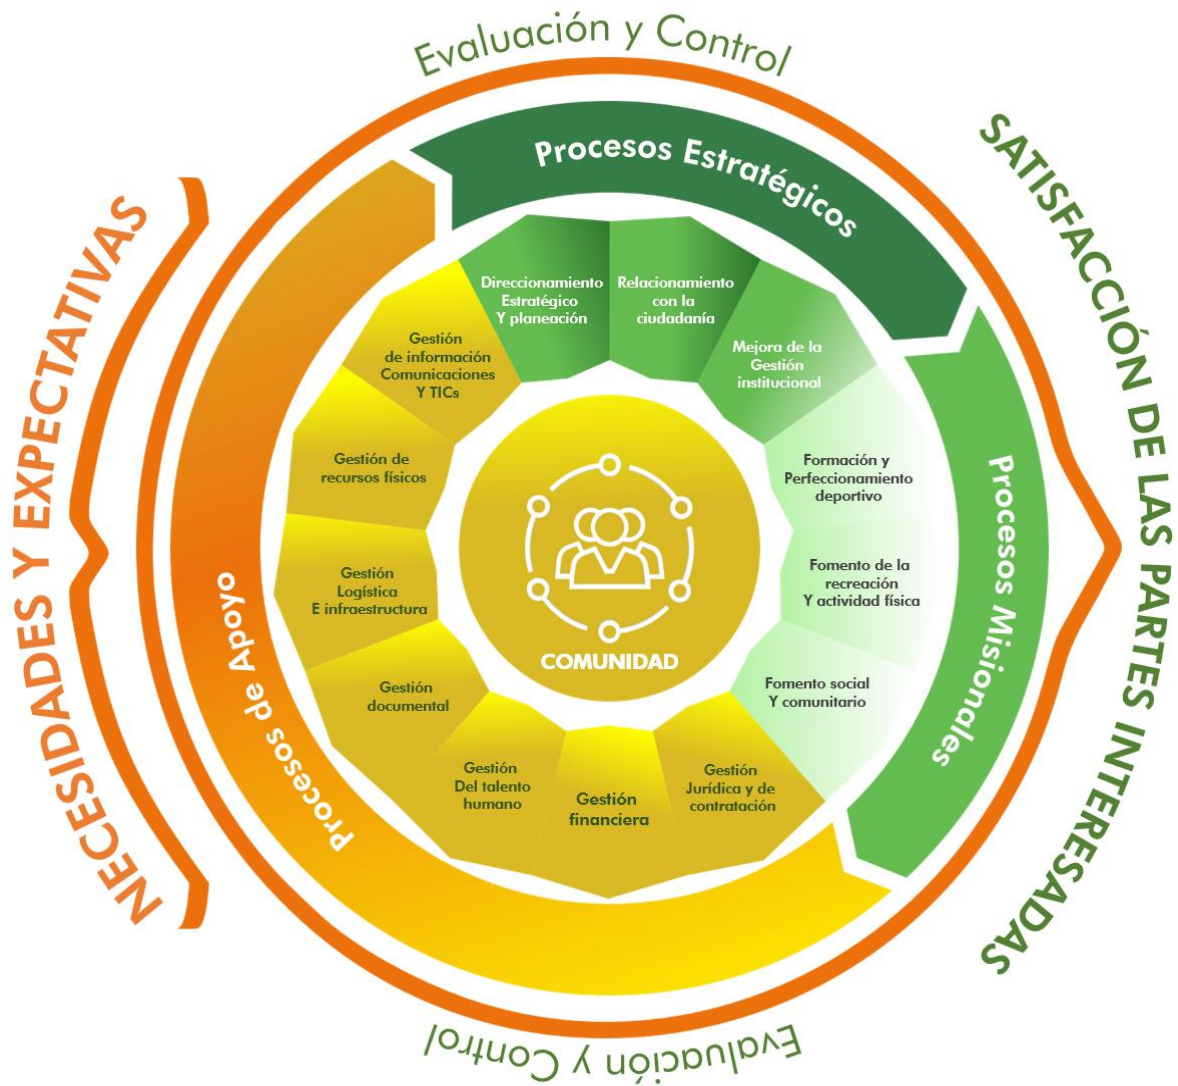 Evaluación y Control
NECESIDADES Y EXPECTATIVAS
SATISFACCIÓN DE LAS PARTES INTERESADAS
Procesos Estratégicos
Procesos Misionales
Procesos de Apoyo
Direccionamiento
Estratégico
Y planeación
Relacionamiento
con la
ciudadanía
Mejora de la
Gestión
institucional
Formación y
Perfeccionamiento
deportivo
Fomento de la
recreación
Y actividad física
Fomento social
Y comunitario
Gestión
Jurídica y de
contratación
Gestión
financiera
Gestión
Del talento
humano
Gestión
documental
Gestión
Logística
E infraestructura
Gestión de
recursos físicos
Gestión
de información
Comunicaciones
Y TICs
COMUNIDAD
Evaluación y Control